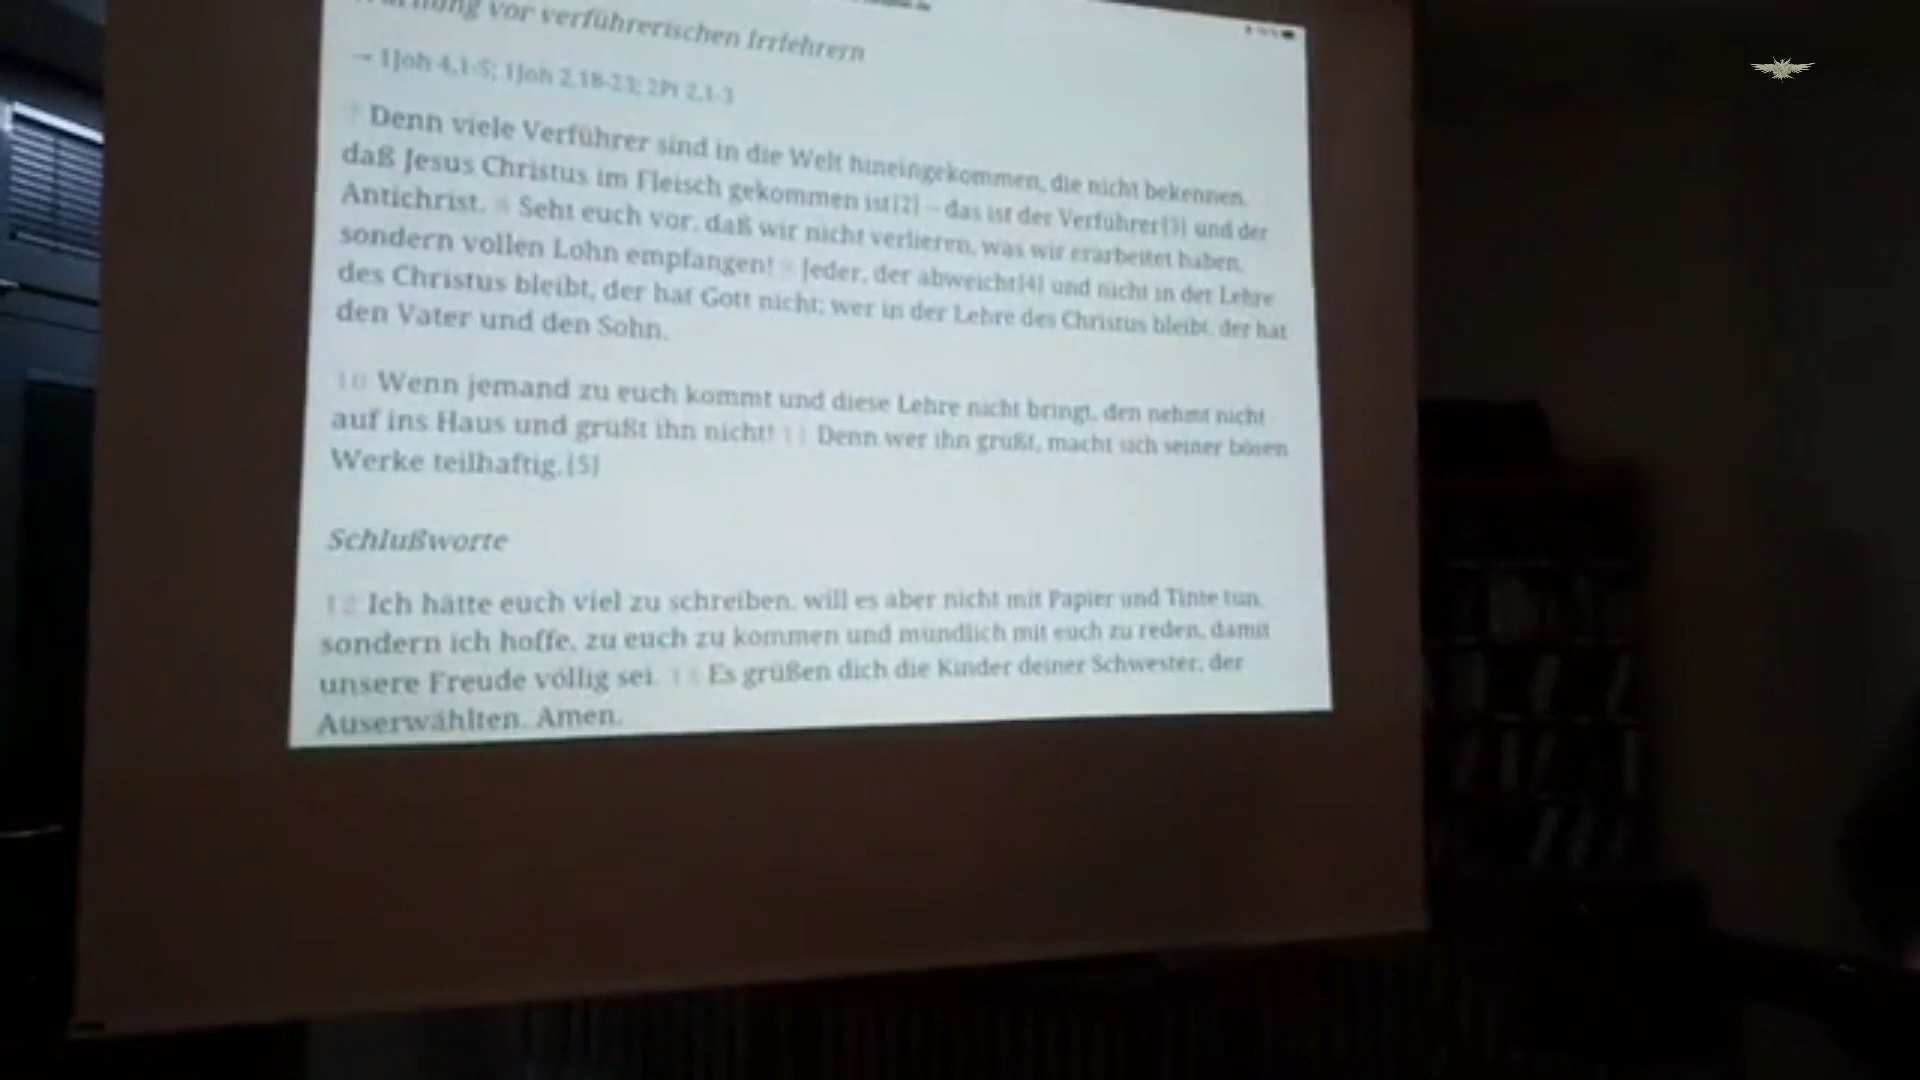 vor verführerischen Irrlehrern
→ 1Joh 4,1-5; 1Joh 2,18-23; 2Pt 2,1-3
7 Denn viele Verführer sind in die Welt hineingekommen, die nicht bekennen,
daß Jesus Christus im Fleisch gekommen ist[2] – das ist der Verführer[3] und der
Antichrist. 8 Seht euch vor, daß wir nicht verlieren, was wir erarbeitet haben,
sondern vollen Lohn empfangen! 9 Jeder, der abweicht[4] und nicht in der Lehre
des Christus bleibt, der hat Gott nicht; wer in der Lehre des Christus bleibt, der hat
den Vater und den Sohn.
10 Wenn jemand zu euch kommt und diese Lehre nicht bringt, den nehmt nicht
auf ins Haus und grüßt ihn nicht! 11 Denn wer ihn grüßt, macht sich seiner bösen
Werke teilhaftig.[5]
Schlußworte
12 Ich hätte euch viel zu schreiben, will es aber nicht mit Papier und Tinte tun,
sondern ich hoffe, zu euch zu kommen und mündlich mit euch zu reden, damit
unsere Freude völlig sei. 13 Es grüßen dich die Kinder deiner Schwester, der
Auserwählten. Amen.